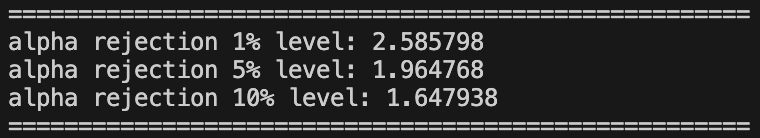 ============================================================
alpha rejection 1% level: 2.585798
alpha rejection 5% level: 1.964768
alpha rejection 10% level: 1.647938
============================================================